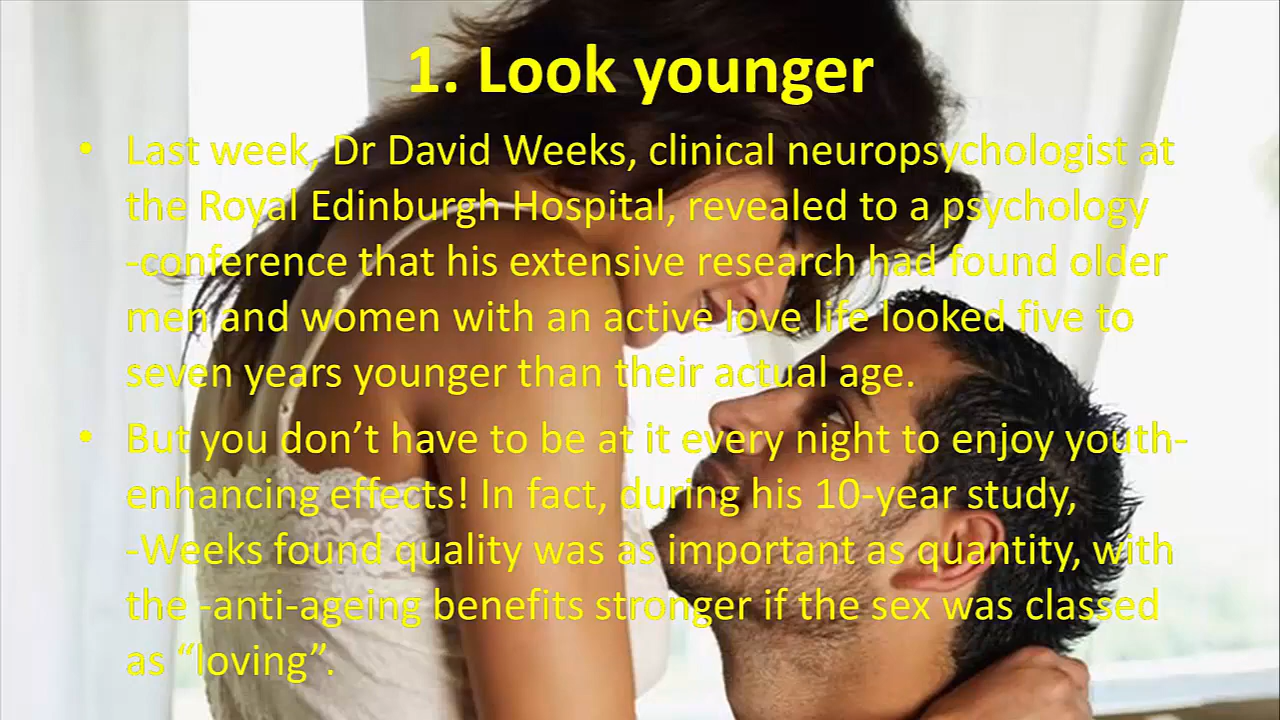 1. Look younger
• Last week, Dr David Weeks, clinical neuropsychologist at
the Royal Edinburgh Hospital, revealed to a psychology
-conference that his extensive research had found older
men and women with an active love life looked five to
seven years younger than their actual age.
• But you don’t have to be at it every night to enjoy youth-
enhancing effects! In fact, during his 10-year study,
-Weeks found quality was as important as quantity, with
the -anti-ageing benefits stronger if the sex was classed
as “loving”.